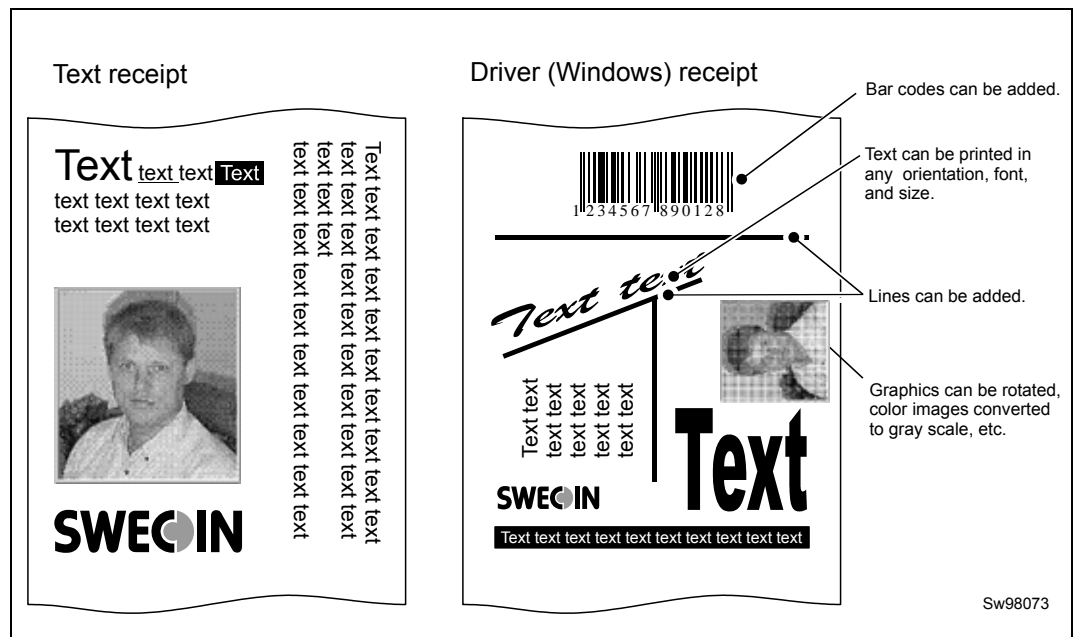 Text receipt
Text text text Text
text text text text
text text text text
Text text text text text text text text text text
text text text text text text text text text text
text text text
text text text text text text text text text text
SWECOIN
Driver (Windows) receipt
1 234567 890128
Text text
Text text
text text
text text
text text
text text
Text
SWECOIN
Text text text text text text text text text text
Bar codes can be added.
Text can be printed in
any orientation, font,
and size.
Lines can be added.
Graphics can be rotated,
color images converted
to gray scale, etc.
Sw98073